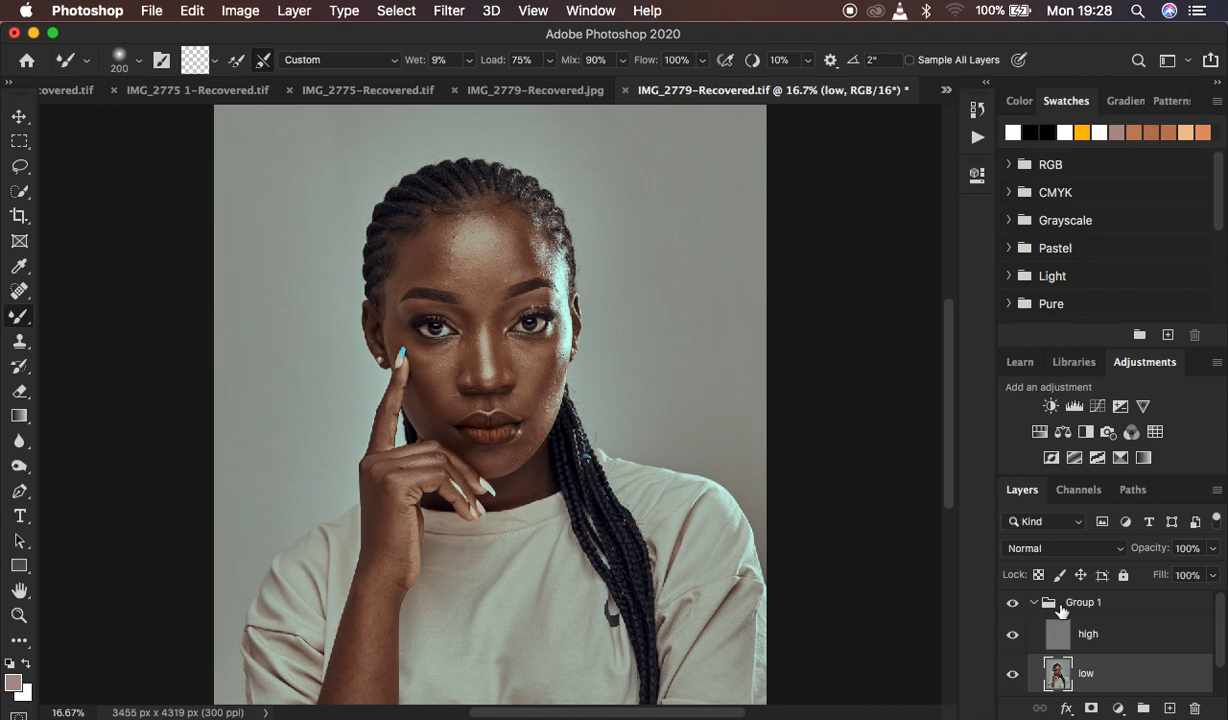 Photoshop File Edit Image Layer Type Select Filter 3D View Window Help 100% Mon 19:28
Adobe Photoshop 2020
200 Custom Wet: 9% Load: 75% Mix: 90% Flow: 100% 10% 2° Sample All Layers
overed.tif × IMG_2775 1-Recovered.tif × IMG_2775-Recovered.tif × IMG_2779-Recovered.jpg × IMG_2779-Recovered.tif @ 16.7% (low, RGB/16*) *
Color Swatches Gradien Pattern
RGB
CMYK
Grayscale
Pastel
Light
Pure
Learn Libraries Adjustments
Add an adjustment
Layers Channels Paths
Kind
Normal Opacity: 100%
Lock: Fill: 100%
Group 1
high
low
16.67% 3455 px x 4319 px (300 ppi)